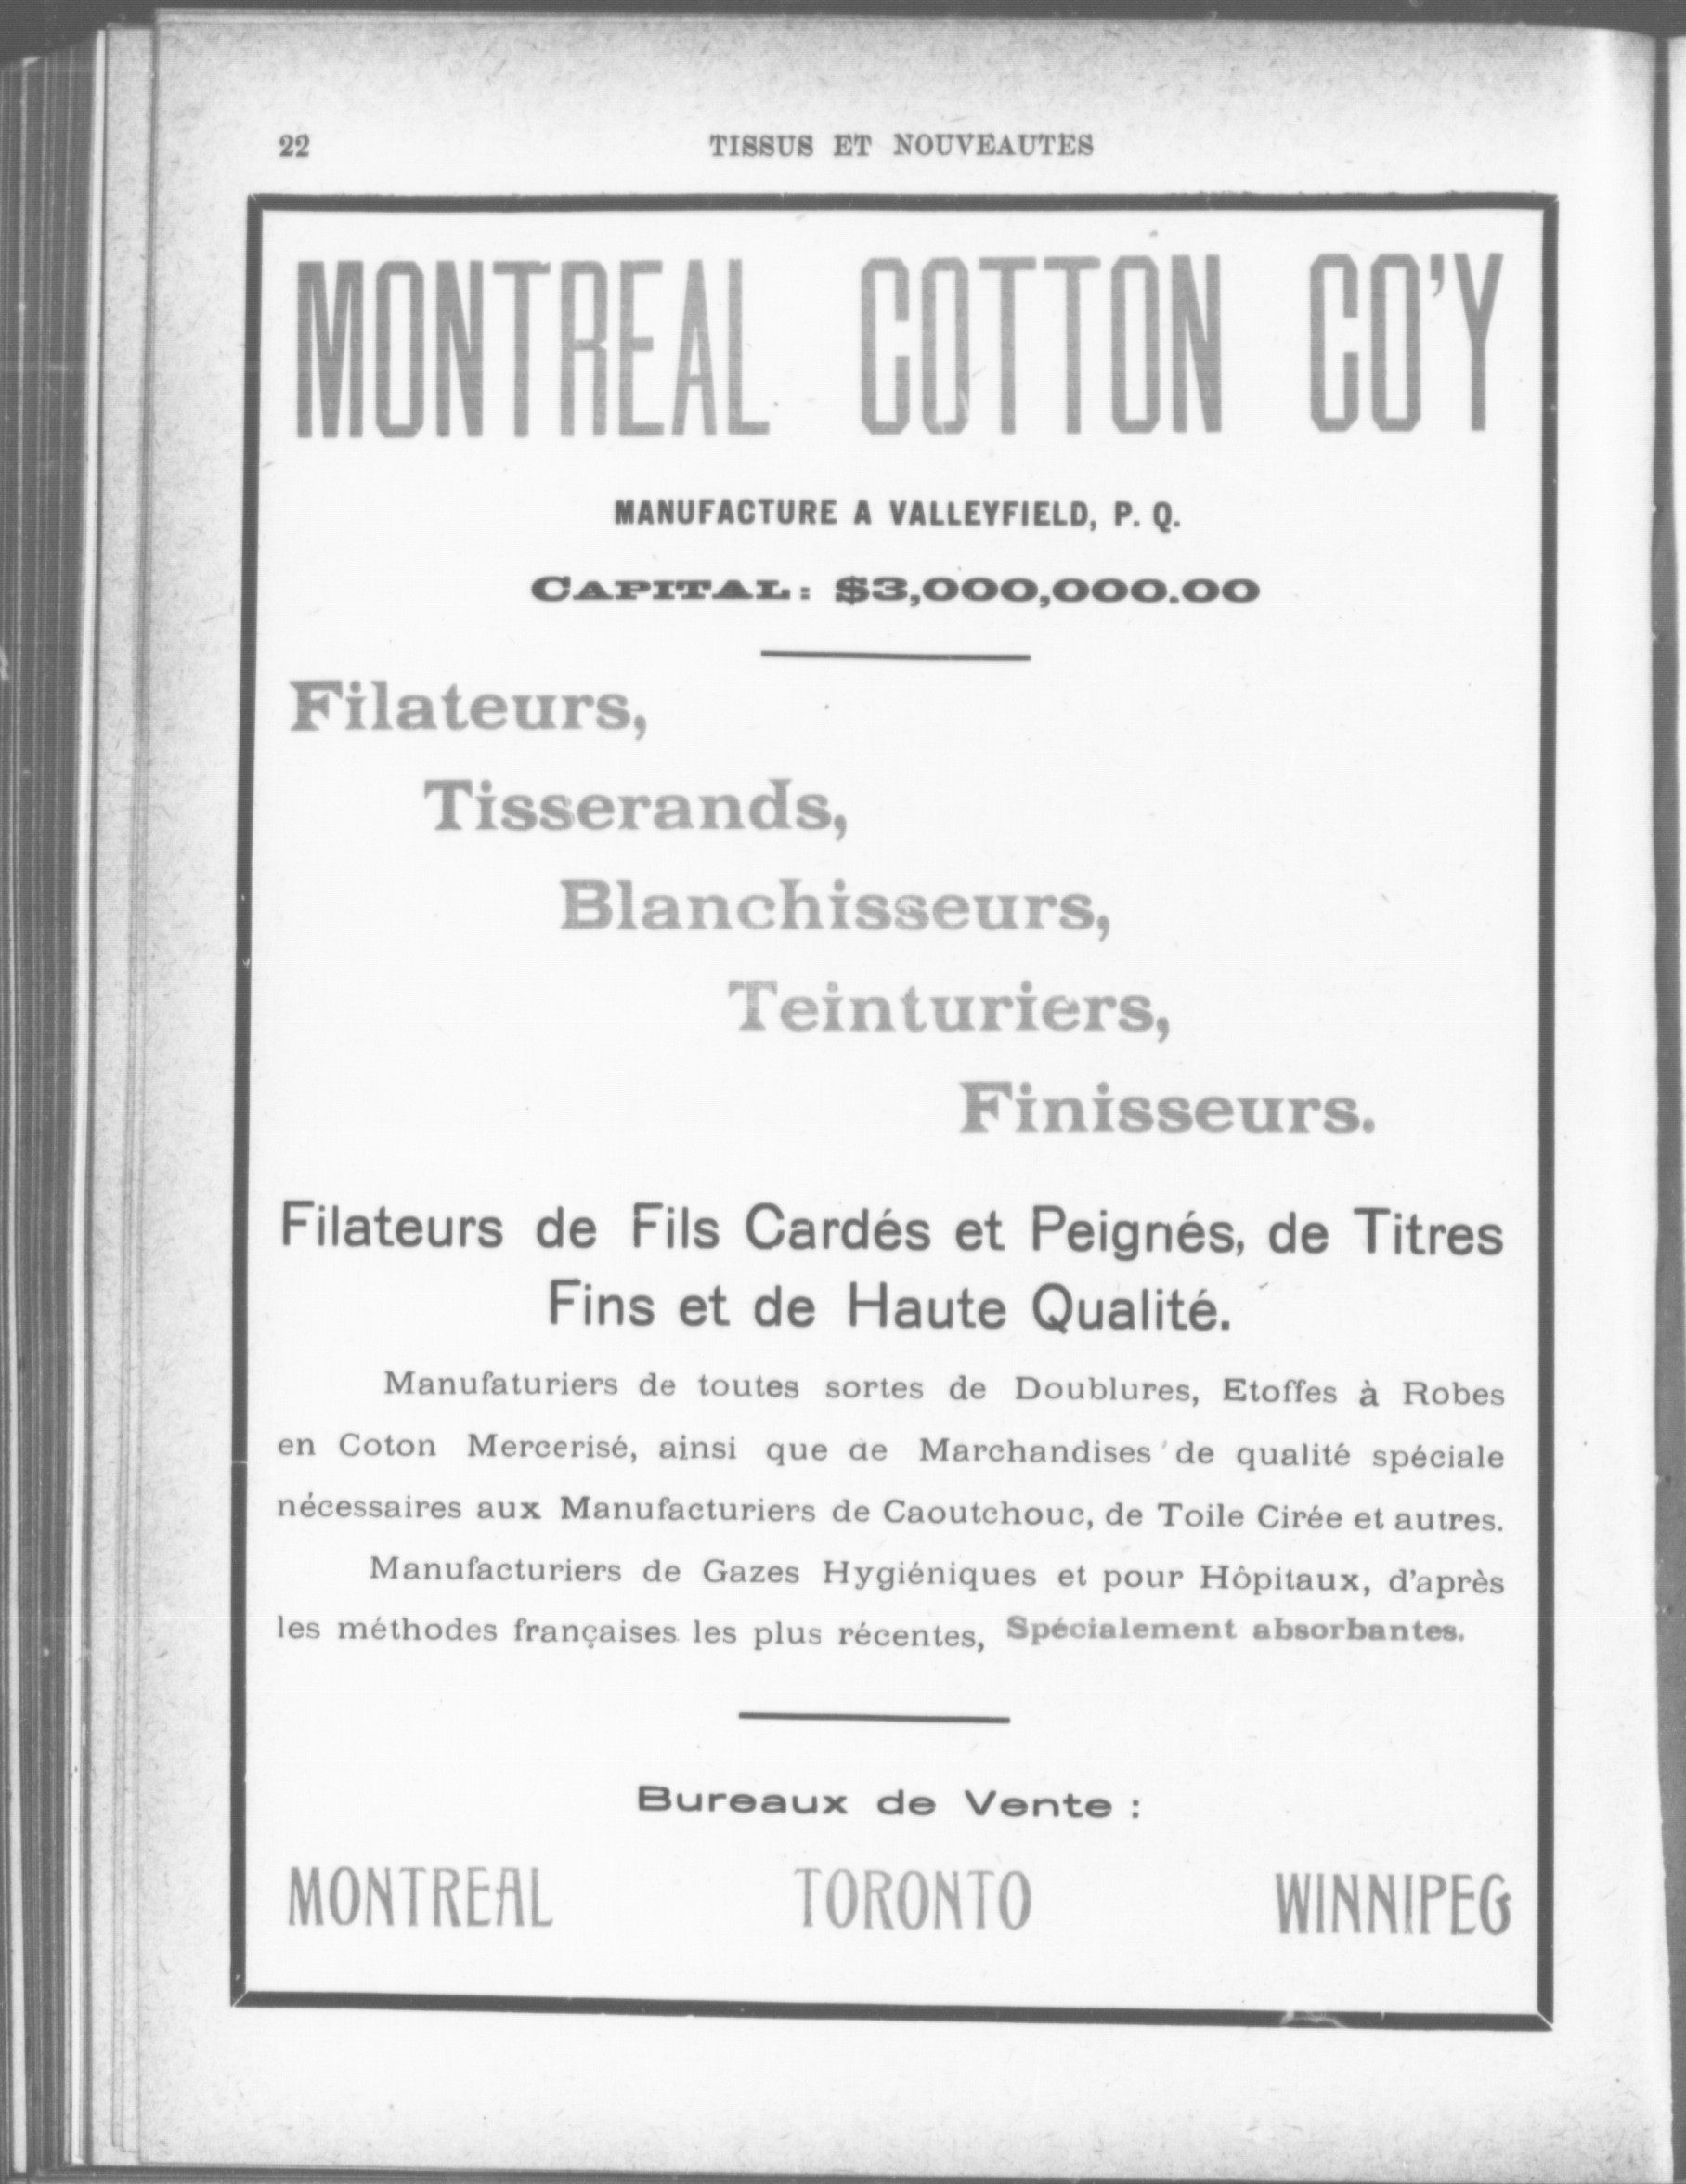 22
TISSUS ET NOUVEAUTES
MONTREAL COTTON CO'Y
MANUFACTURE A VALLEYFIELD, P. Q.
CAPITAL: $3,000,000.00
Filateurs,
Tisserands,
Blanchisseurs,
Teinturiers,
Finisseurs.
Filateurs de Fils Cardés et Peignés, de Titres
Fins et de Haute Qualité.
Manufaturiers de toutes sortes de Doublures, Etoffes à Robes
en Coton Mercerisé, ainsi que de Marchandises de qualité spéciale
nécessaires aux Manufacturiers de Caoutchouc, de Toile Cirée et autres.
Manufacturiers de Gazes Hygiéniques et pour Hôpitaux, d'après
les méthodes françaises les plus récentes, Spécialement absorbantes.
Bureaux de Vente :
MONTREAL TORONTO WINNIPEG